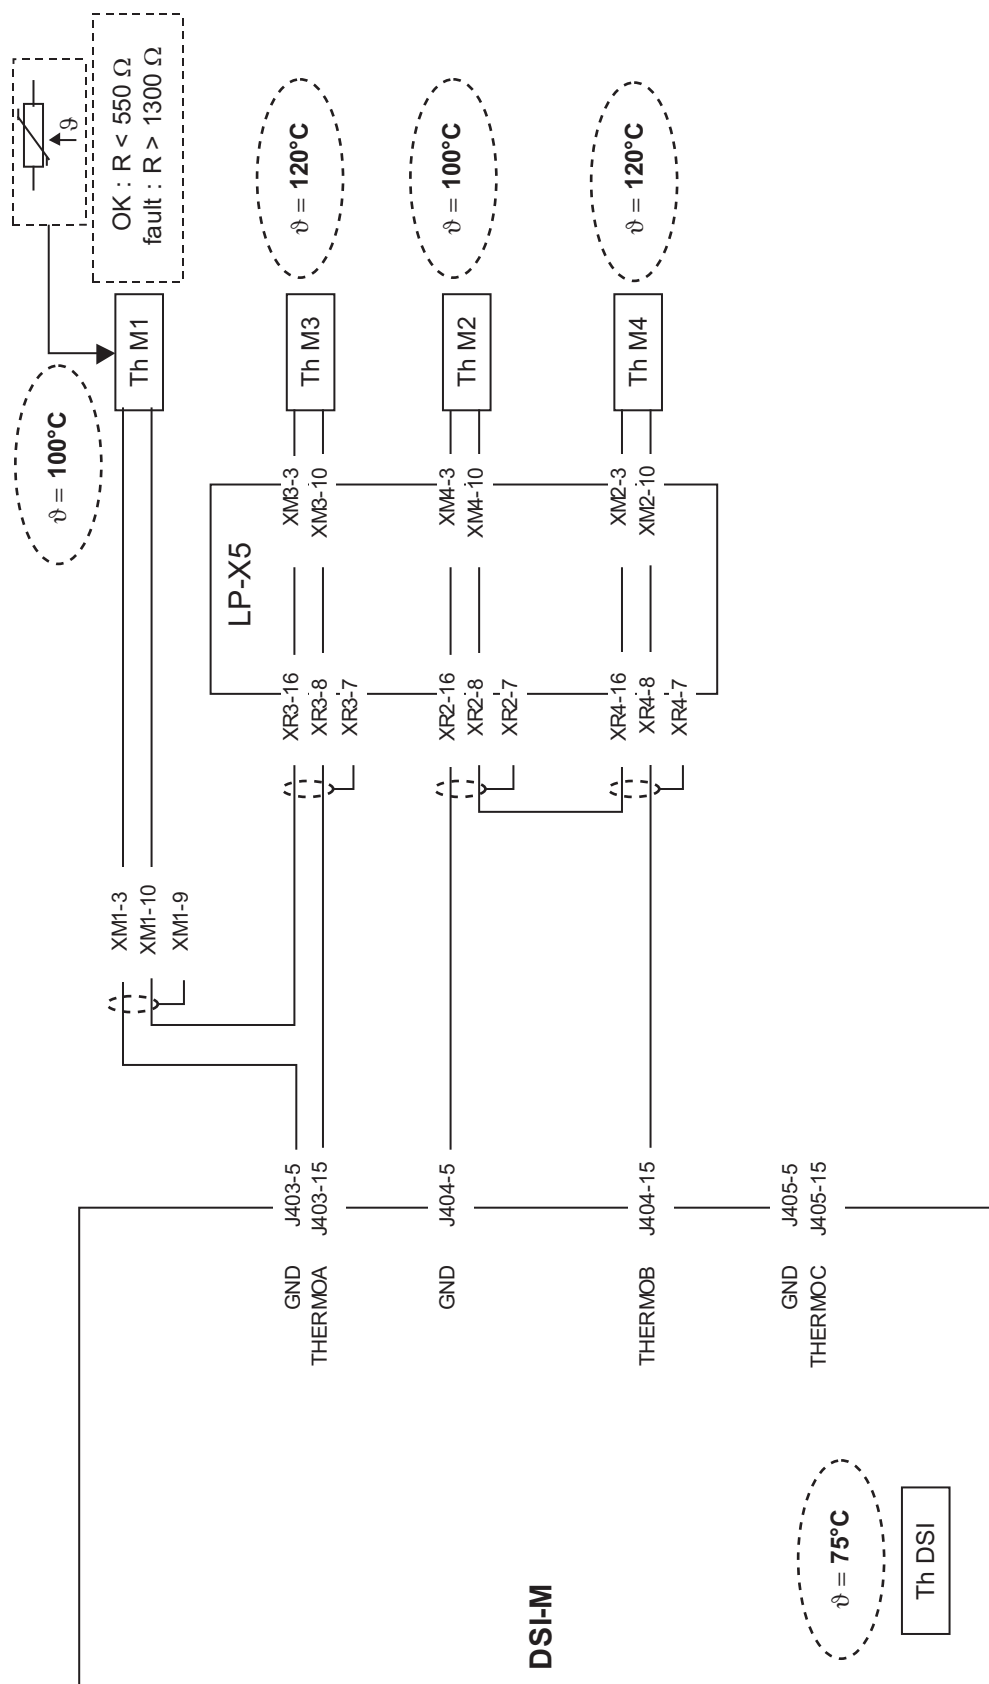 ϑ
OK : R < 550 Ω
fault : R > 1300 Ω
ϑ = 100°C
Th M1
XM1-3
XM1-10
XM1-9
ϑ = 120°C
Th M3
XM3-3
XM3-10
LP-X5
XR3-16
XR3-8
XR3-7
ϑ = 100°C
Th M2
XM4-3
XM4-10
XR2-16
XR2-8
XR2-7
ϑ = 120°C
Th M4
XM2-3
XM2-10
XR4-16
XR4-8
XR4-7
GND J403-5
THERMOA J403-15
GND J404-5
THERMOB J404-15
GND J405-5
THERMOC J405-15
DSI-M
ϑ = 75°C
Th DSI